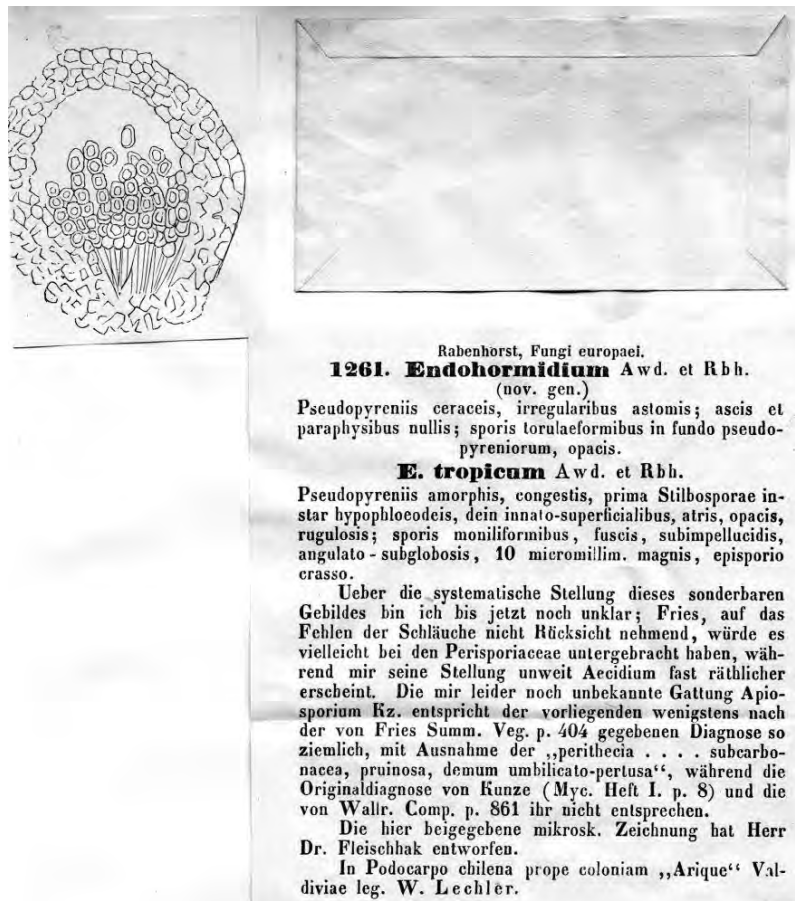 Rabenhorst, Fungi europaei.
1261. Endohormidium Awd. et Rbh.
(nov. gen.)
Pseudopyreniis ceraceis, irregularibus astomis; ascis et
paraphysibus nullis; sporis torulaeformibus in fundo pseudo-
pyreniorum, opacis.
E. tropicum Awd. et Rbh.
Pseudopyreniis amorphis, congestis, prima Stilbosporae in-
star hypophloeodeis, dein innato-superficialibus, atris, opacis,
rugulosis; sporis moniliformibus, fuscis, subimpellucidis,
angulato-subglobosis, 10 micromillim. magnis, episporio
crasso.
Ueber die systematische Stellung dieses sonderbaren
Gebildes bin ich bis jetzt noch unklar; Fries, auf das
Fehlen der Schläuche nicht Rücksicht nehmend, würde es
vielleicht bei den Perisporiaceae untergebracht haben, wäh-
rend mir seine Stellung unweit Aecidium fast räthlicher
erscheint. Die mir leider noch unbekannte Gattung Apio-
sporium Kz. entspricht der vorliegenden wenigstens nach
der von Fries Summ. Veg. p. 404 gegebenen Diagnose so
ziemlich, mit Ausnahme der „perithecia . . . . subcarbo-
nacea, pruinosa, demum umbilicato-pertusa“, während die
Originaldiagnose von Kunze (Myc. Heft I. p. 8) und die
von Wallr. Comp. p. 861 ihr nicht entsprechen.
Die hier beigegebene mikrosk. Zeichnung hat Herr
Dr. Fleischhak entworfen.
In Podocarpo chilena prope coloniam „Arique“ Val-
diviae leg. W. Lechler.